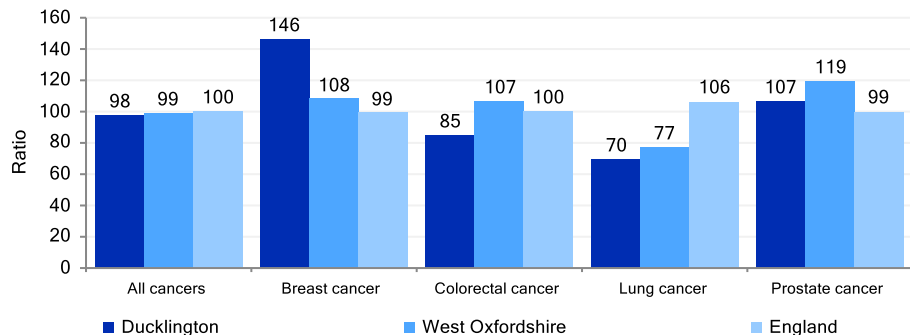 160
140
120
100
80
60
40
20
0
Ratio
98 99 100
146 108 99
85 107 100
70 77 106
107 119 99
All cancers Breast cancer Colorectal cancer Lung cancer Prostate cancer
Ducklington West Oxfordshire England